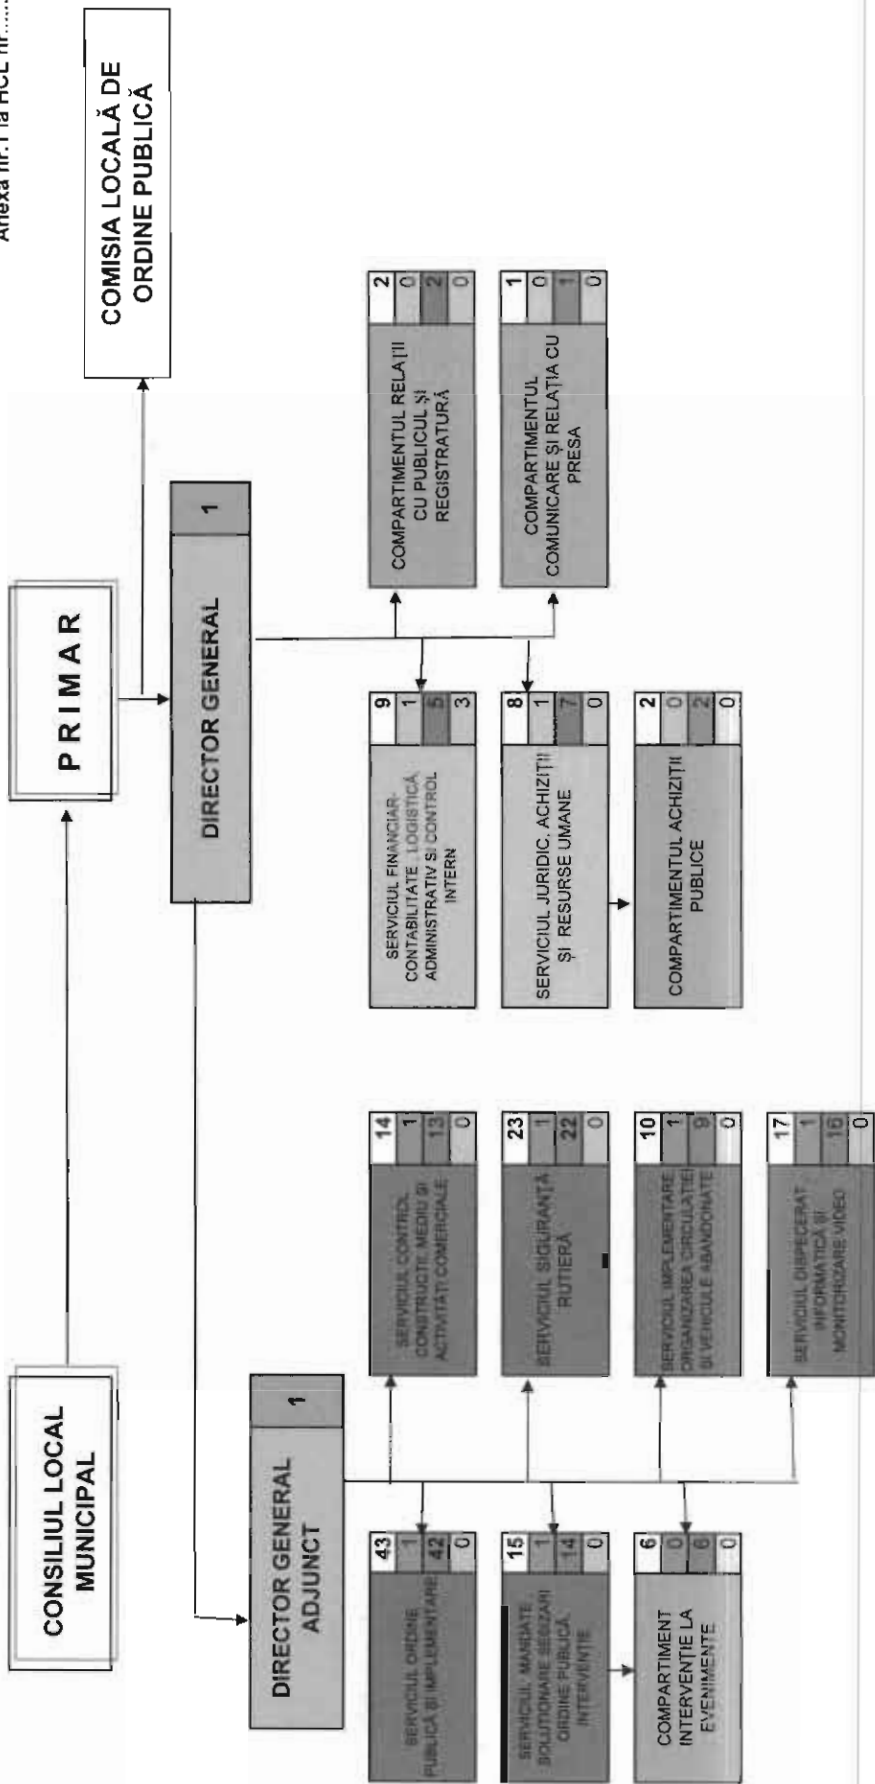 Anexa nr.1 la HCL nr......
CONSILIUL LOCAL
MUNICIPAL
PRIMAR
COMISIA LOCALĂ DE
ORDINE PUBLICĂ
DIRECTOR GENERAL
1
DIRECTOR GENERAL
ADJUNCT
1
SERVICIUL ORDINE
PUBLICĂ ȘI IMPLEMENTARE
43
1
42
0
SERVICIUL CONTROL
CONSTRUCTII, MEDIU ȘI
ACTIVITĂȚI COMERCIALE
14
1
13
0
SERVICIUL FINANCIAR-
CONTABILITATE, LOGISTICĂ,
ADMINISTRATIV SI CONTROL
INTERN
9
1
5
3
COMPARTIMENTUL RELAȚII
CU PUBLICUL ȘI
REGISTRATURĂ
2
0
2
0
SERVICIUL MANDATE,
SOLUTIONARE SESIZARI
ORDINE PUBLICĂ,
INTERVENȚIE
15
1
14
0
SERVICIUL SIGURANȚĂ
RUTIERĂ
23
1
22
0
SERVICIUL JURIDIC, ACHIZIȚII
ȘI RESURSE UMANE
8
1
7
0
COMPARTIMENTUL
COMUNICARE ȘI RELAȚIA CU
PRESA
1
0
1
0
COMPARTIMENT
INTERVENȚIE LA
EVENIMENTE
6
0
6
0
SERVICIUL IMPLEMENTARE,
ORGANIZAREA CIRCULAȚIEI
ȘI VEHICULE ABANDONATE
10
1
9
0
COMPARTIMENTUL ACHIZIȚII
PUBLICE
2
0
2
0
SERVICIUL DISPECERAT,
INFORMATICĂ ȘI
MONITORIZARE VIDEO
17
1
16
0